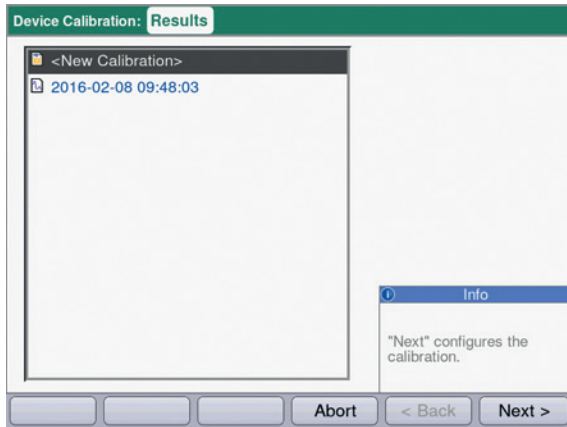 Device Calibration: Results
<New Calibration>
2016-02-08 09:48:03
Info
"Next" configures the
calibration.
Abort
< Back
Next >